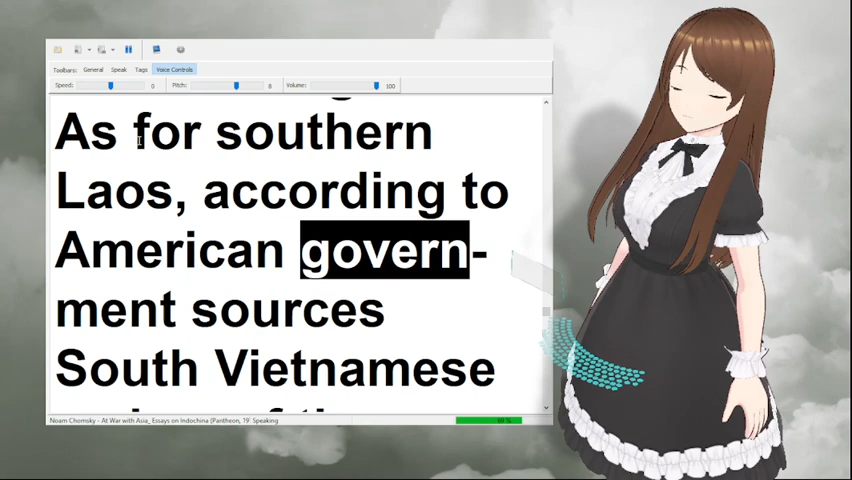 Toolbars: General Speak Tags Voice Controls
Speed: 0 Pitch: 8 Volume: 100
As for southern
Laos, according to
American govern-
ment sources
South Vietnamese
Noam Chomsky - At War with Asia_ Essays on Indochina (Pantheon, 19 Speaking 69 %